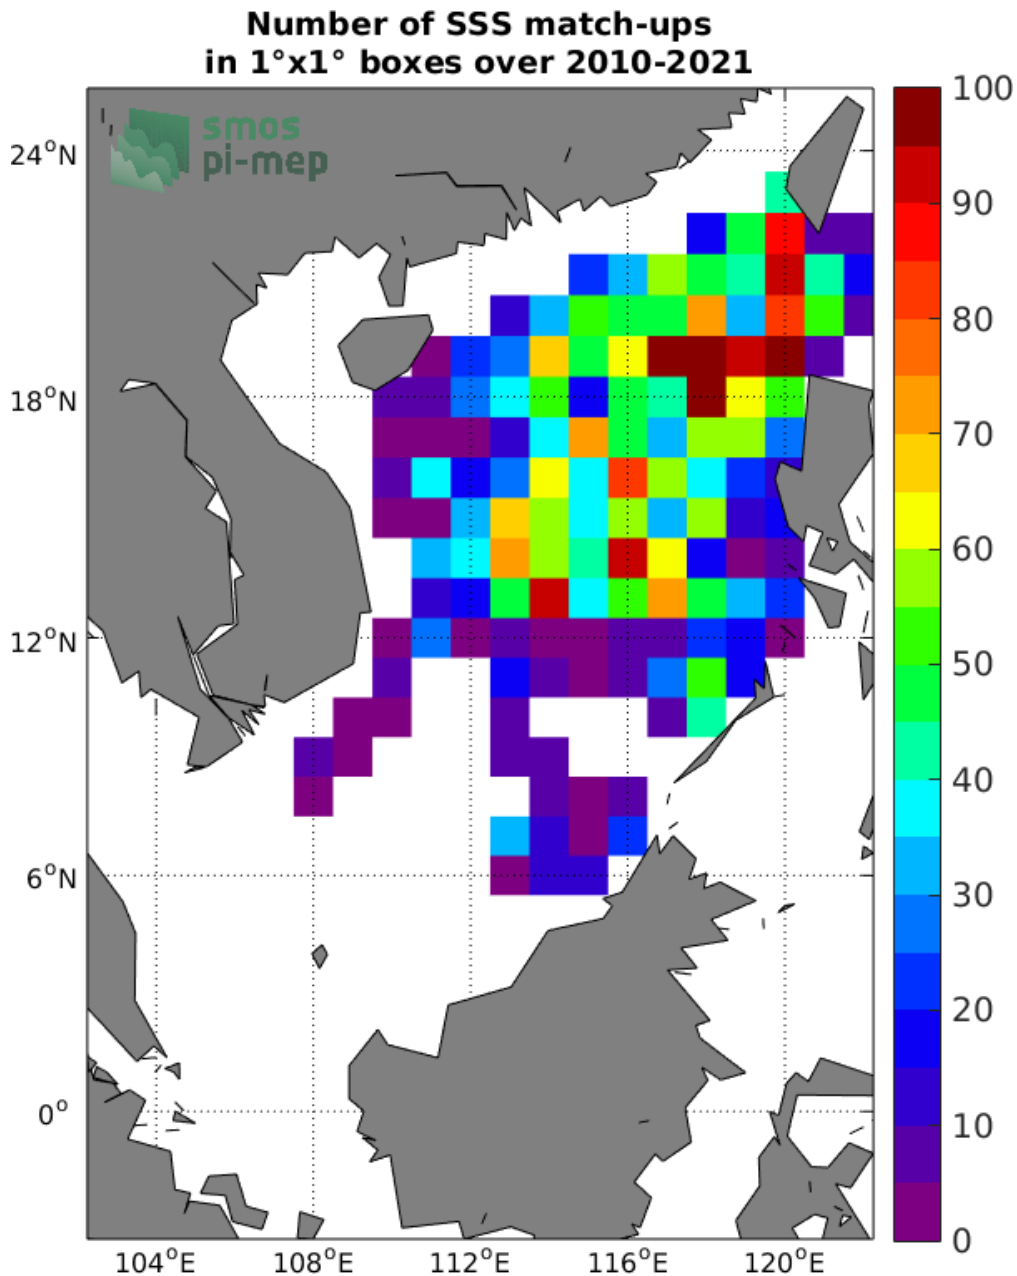 Number of SSS match-ups
in 1°x1° boxes over 2010-2021
smos
pi-mep
24°N
18°N
12°N
6°N
0°
104°E 108°E 112°E 116°E 120°E
100
90
80
70
60
50
40
30
20
10
0